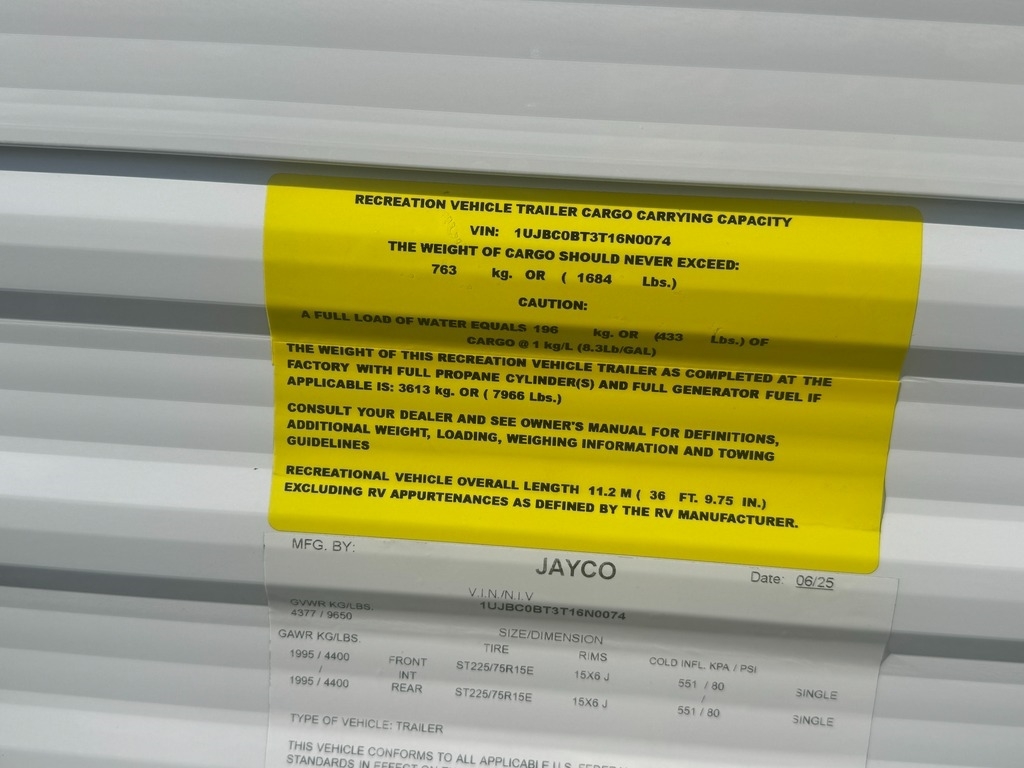 RECREATION VEHICLE TRAILER CARGO CARRYING CAPACITY
VIN: 1UJBC0BT3T16N0074
THE WEIGHT OF CARGO SHOULD NEVER EXCEED:
763 kg. OR ( 1684 Lbs.)
CAUTION:
A FULL LOAD OF WATER EQUALS 196 kg. OR (433 Lbs.) OF
CARGO @ 1 kg/L (8.3Lb/GAL)
THE WEIGHT OF THIS RECREATION VEHICLE TRAILER AS COMPLETED AT THE
FACTORY WITH FULL PROPANE CYLINDER(S) AND FULL GENERATOR FUEL IF
APPLICABLE IS: 3613 kg. OR ( 7966 Lbs.)
CONSULT YOUR DEALER AND SEE OWNER'S MANUAL FOR DEFINITIONS,
ADDITIONAL WEIGHT, LOADING, WEIGHING INFORMATION AND TOWING
GUIDELINES
RECREATIONAL VEHICLE OVERALL LENGTH 11.2 M ( 36 FT. 9.75 IN.)
EXCLUDING RV APPURTENANCES AS DEFINED BY THE RV MANUFACTURER.
MFG. BY: JAYCO Date: 06/25
V.I.N./N.I.V
GVWR KG/LBS. 1UJBC0BT3T16N0074
4377 / 9650
GAWR KG/LBS. SIZE/DIMENSION
TIRE RIMS COLD INFL. KPA / PSI
1995 / 4400 FRONT ST225/75R15E 15X6 J 551 / 80 SINGLE
/ INT /
1995 / 4400 REAR ST225/75R15E 15X6 J 551 / 80 SINGLE
TYPE OF VEHICLE: TRAILER
THIS VEHICLE CONFORMS TO ALL APPLICABLE U.S. FEDERAL
STANDARDS IN EFFECT ON